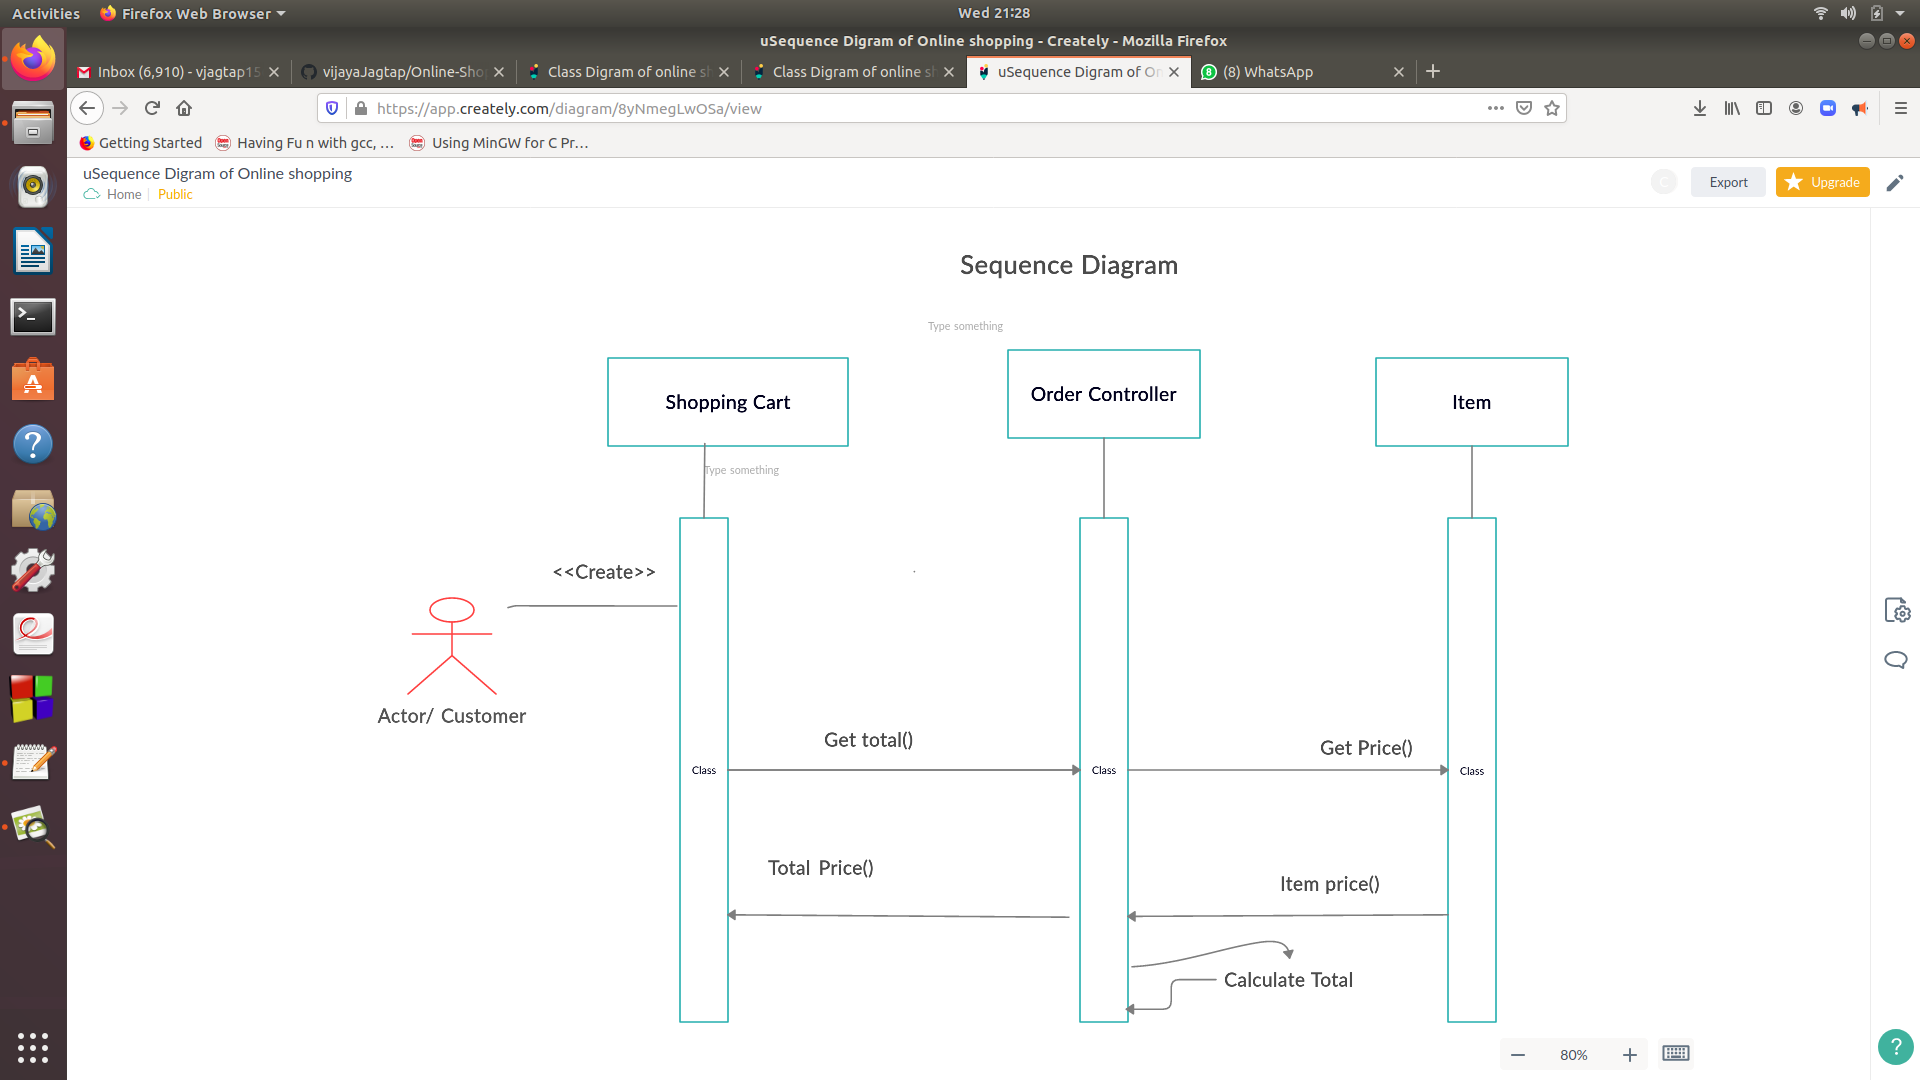 Activities Firefox Web Browser Wed 21:28
uSequence Digram of Online shopping - Creately - Mozilla Firefox
Inbox (6,910) - vjagtap15 vijayaJagtap/Online-Sho Class Digram of online s Class Digram of online s uSequence Digram of On (8) WhatsApp
https://app.creately.com/diagram/8yNmegLwOSa/view
Getting Started Having Fu n with gcc, ... Using MinGW for C Pr...
uSequence Digram of Online shopping
Home Public
Export Upgrade
Sequence Diagram
Type something
Shopping Cart Order Controller Item
Type something
<<Create>>
Actor/ Customer
Get total() Get Price()
Class Class Class
Total Price() Item price()
Calculate Total
80%